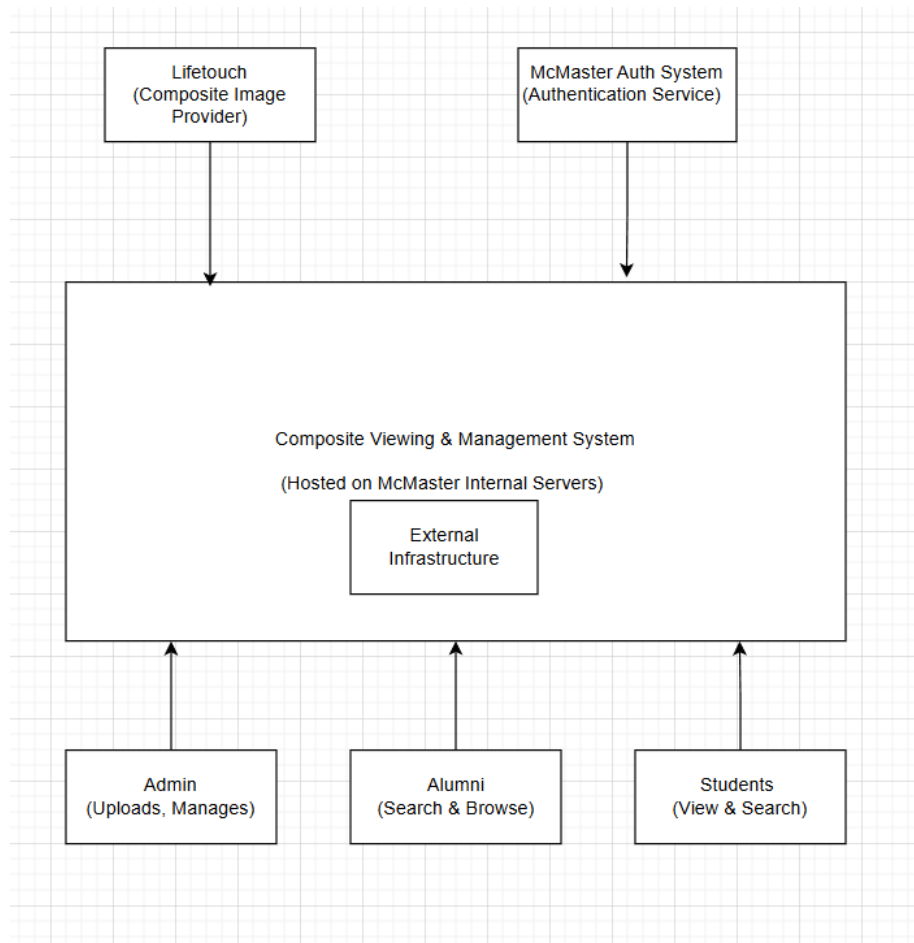 Lifetouch
(Composite Image
Provider)
McMaster Auth System
(Authentication Service)
Composite Viewing & Management System
(Hosted on McMaster Internal Servers)
External
Infrastructure
Admin
(Uploads, Manages)
Alumni
(Search & Browse)
Students
(View & Search)